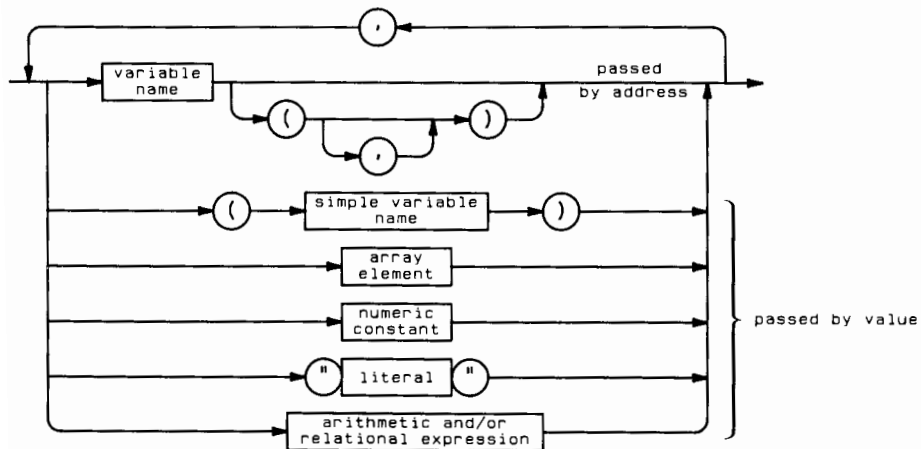 ,
variable
name
passed
by address
( )
,
( simple variable
name )
array
element
numeric
constant
passed by value
" literal "
arithmetic and/or
relational expression